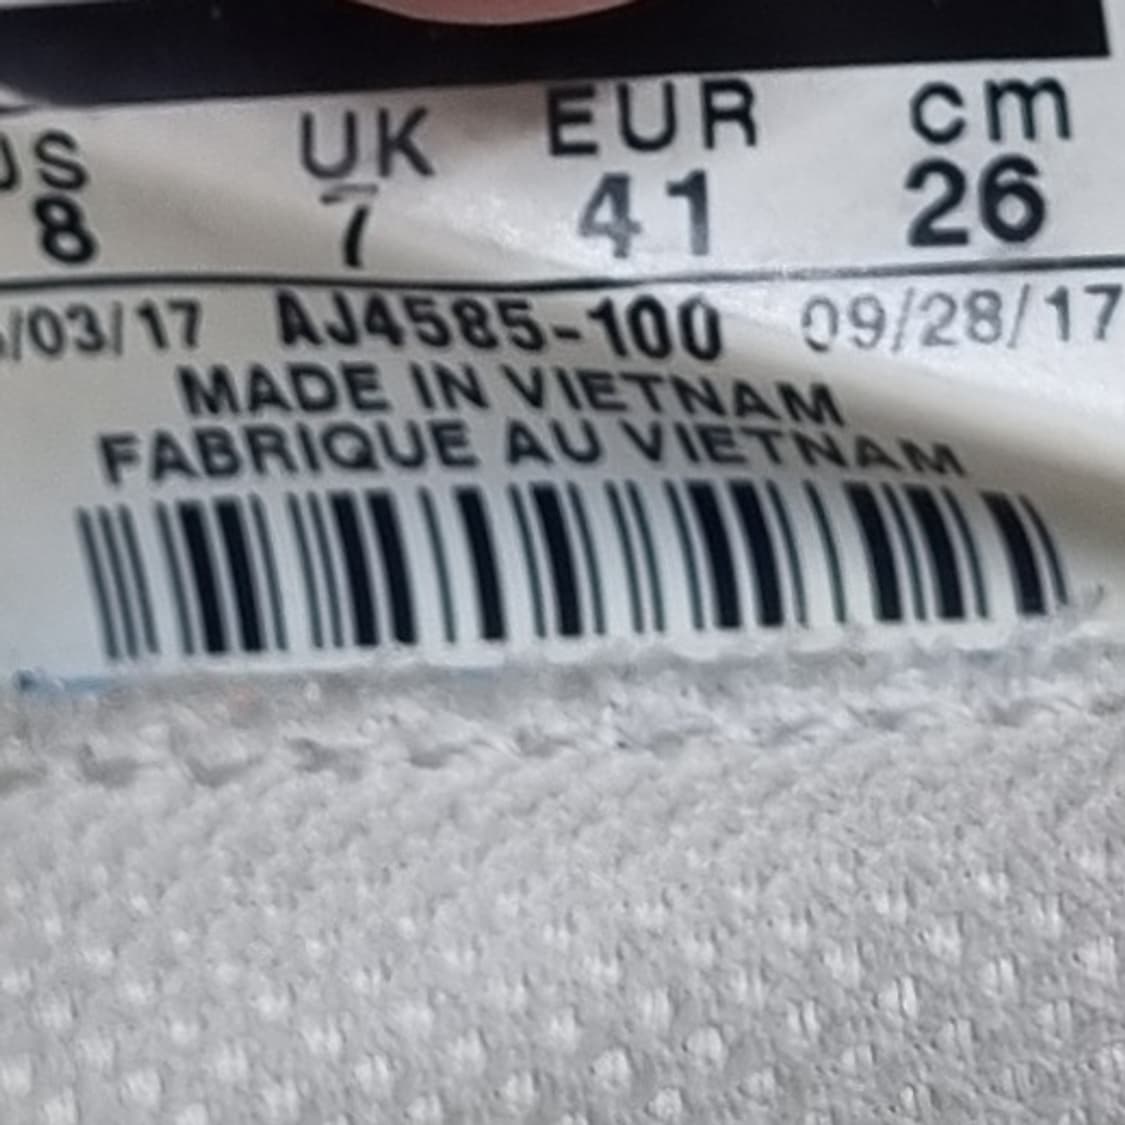 US UK EUR cm
8 7 41 26
/03/17 AJ4585-100 09/28/17
MADE IN VIETNAM
FABRIQUE AU VIETNAM